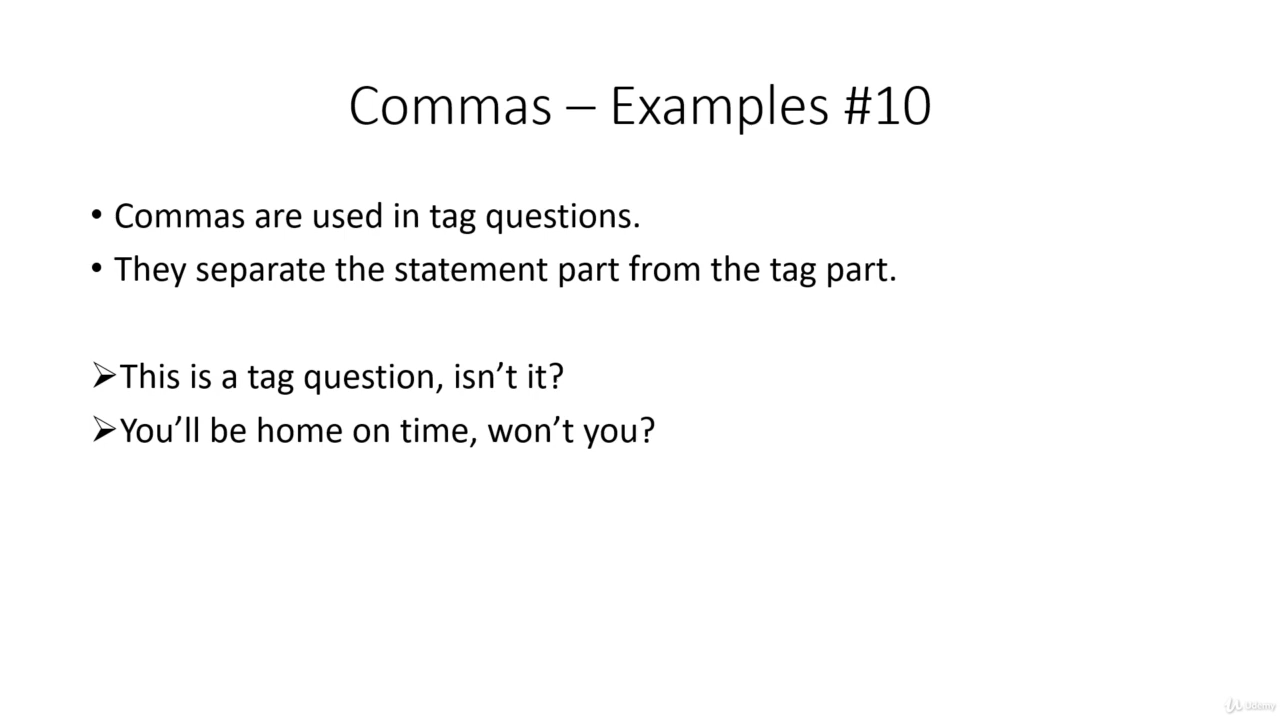 Commas – Examples #10
• Commas are used in tag questions.
• They separate the statement part from the tag part.
➢This is a tag question, isn’t it?
➢You’ll be home on time, won’t you?
Udemy